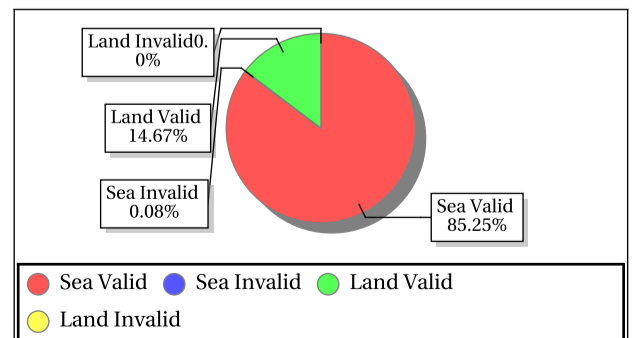 Land Invalid0.
0%
Land Valid
14.67%
Sea Invalid
0.08%
Sea Valid
85.25%
Sea Valid Sea Invalid Land Valid
Land Invalid